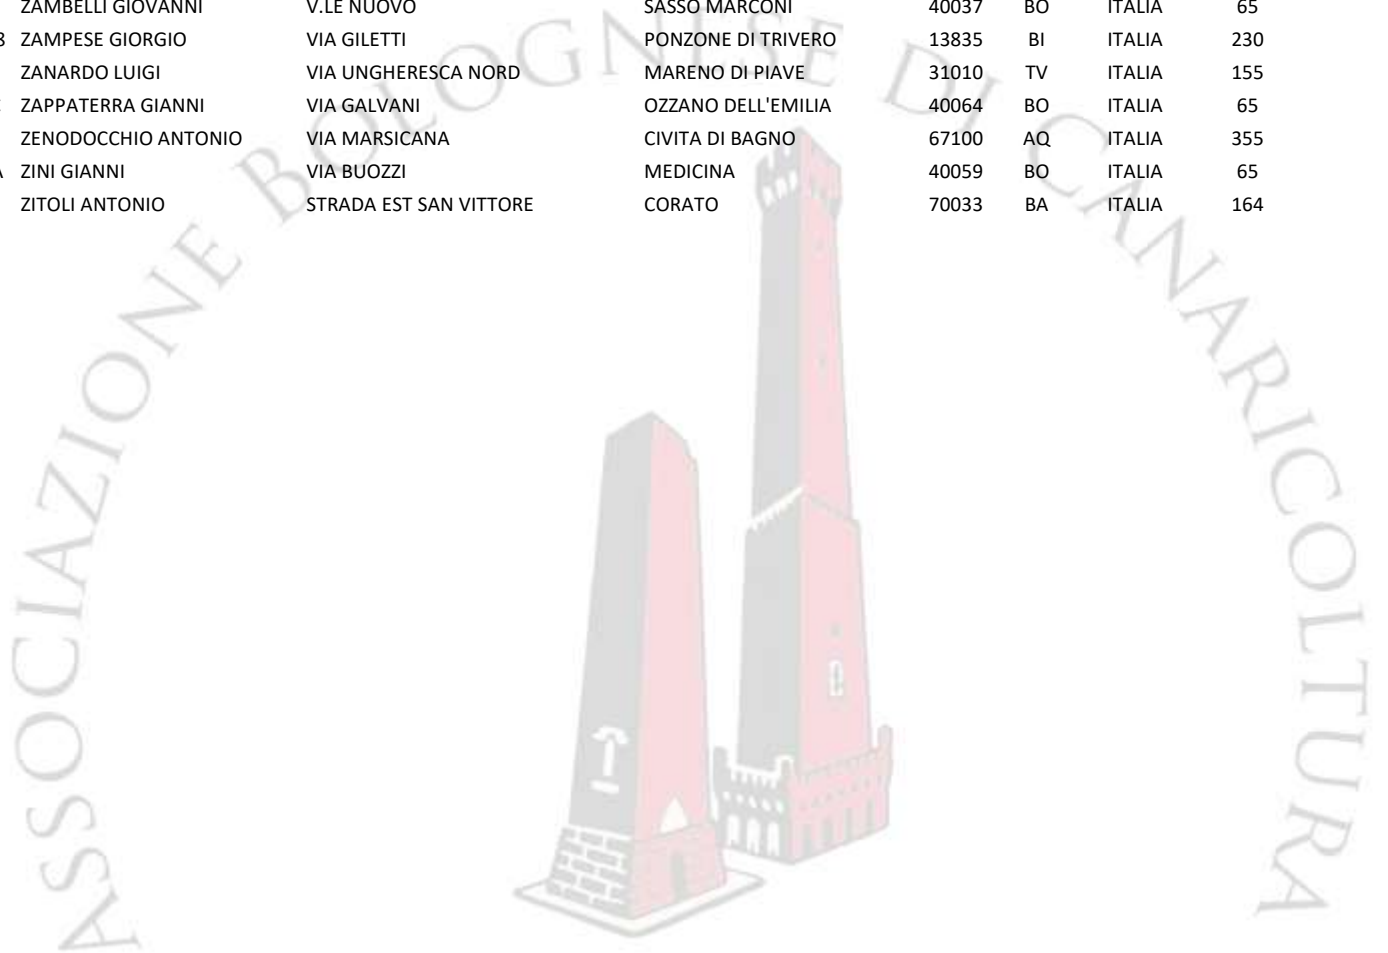 ZAMBELLI GIOVANNI V.LE NUOVO SASSO MARCONI 40037 BO ITALIA 65
ZAMPESE GIORGIO VIA GILETTI PONZONE DI TRIVERO 13835 BI ITALIA 230
ZANARDO LUIGI VIA UNGHERESCA NORD MARENO DI PIAVE 31010 TV ITALIA 155
ZAPPATERRA GIANNI VIA GALVANI OZZANO DELL'EMILIA 40064 BO ITALIA 65
ZENODOCCHIO ANTONIO VIA MARSICANA CIVITA DI BAGNO 67100 AQ ITALIA 355
A ZINI GIANNI VIA BUOZZI MEDICINA 40059 BO ITALIA 65
ZITOLI ANTONIO STRADA EST SAN VITTORE CORATO 70033 BA ITALIA 164
ASSOCIAZIONE BOLOGNESE DI CANARICOLTURA